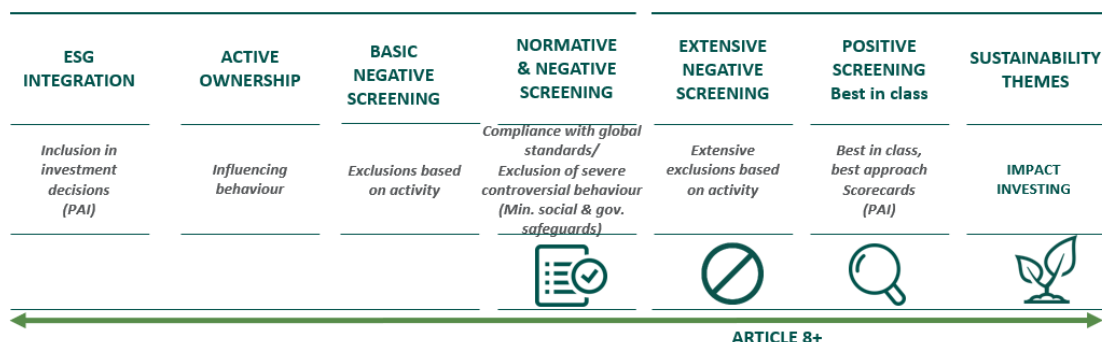 ESG
INTEGRATION
ACTIVE
OWNERSHIP
BASIC
NEGATIVE
SCREENING
NORMATIVE
& NEGATIVE
SCREENING
EXTENSIVE
NEGATIVE
SCREENING
POSITIVE
SCREENING
Best in class
SUSTAINABILITY
THEMES
Inclusion in
investment
decisions
(PAI)
Influencing
behaviour
Exclusions based
on activity
Compliance with global
standards/
Exclusion of severe
controversial behaviour
(Min. social & gov.
safeguards)
Extensive
exclusions based
on activity
Best in class,
best approach
Scorecards
(PAI)
IMPACT
INVESTING
ARTICLE 8+